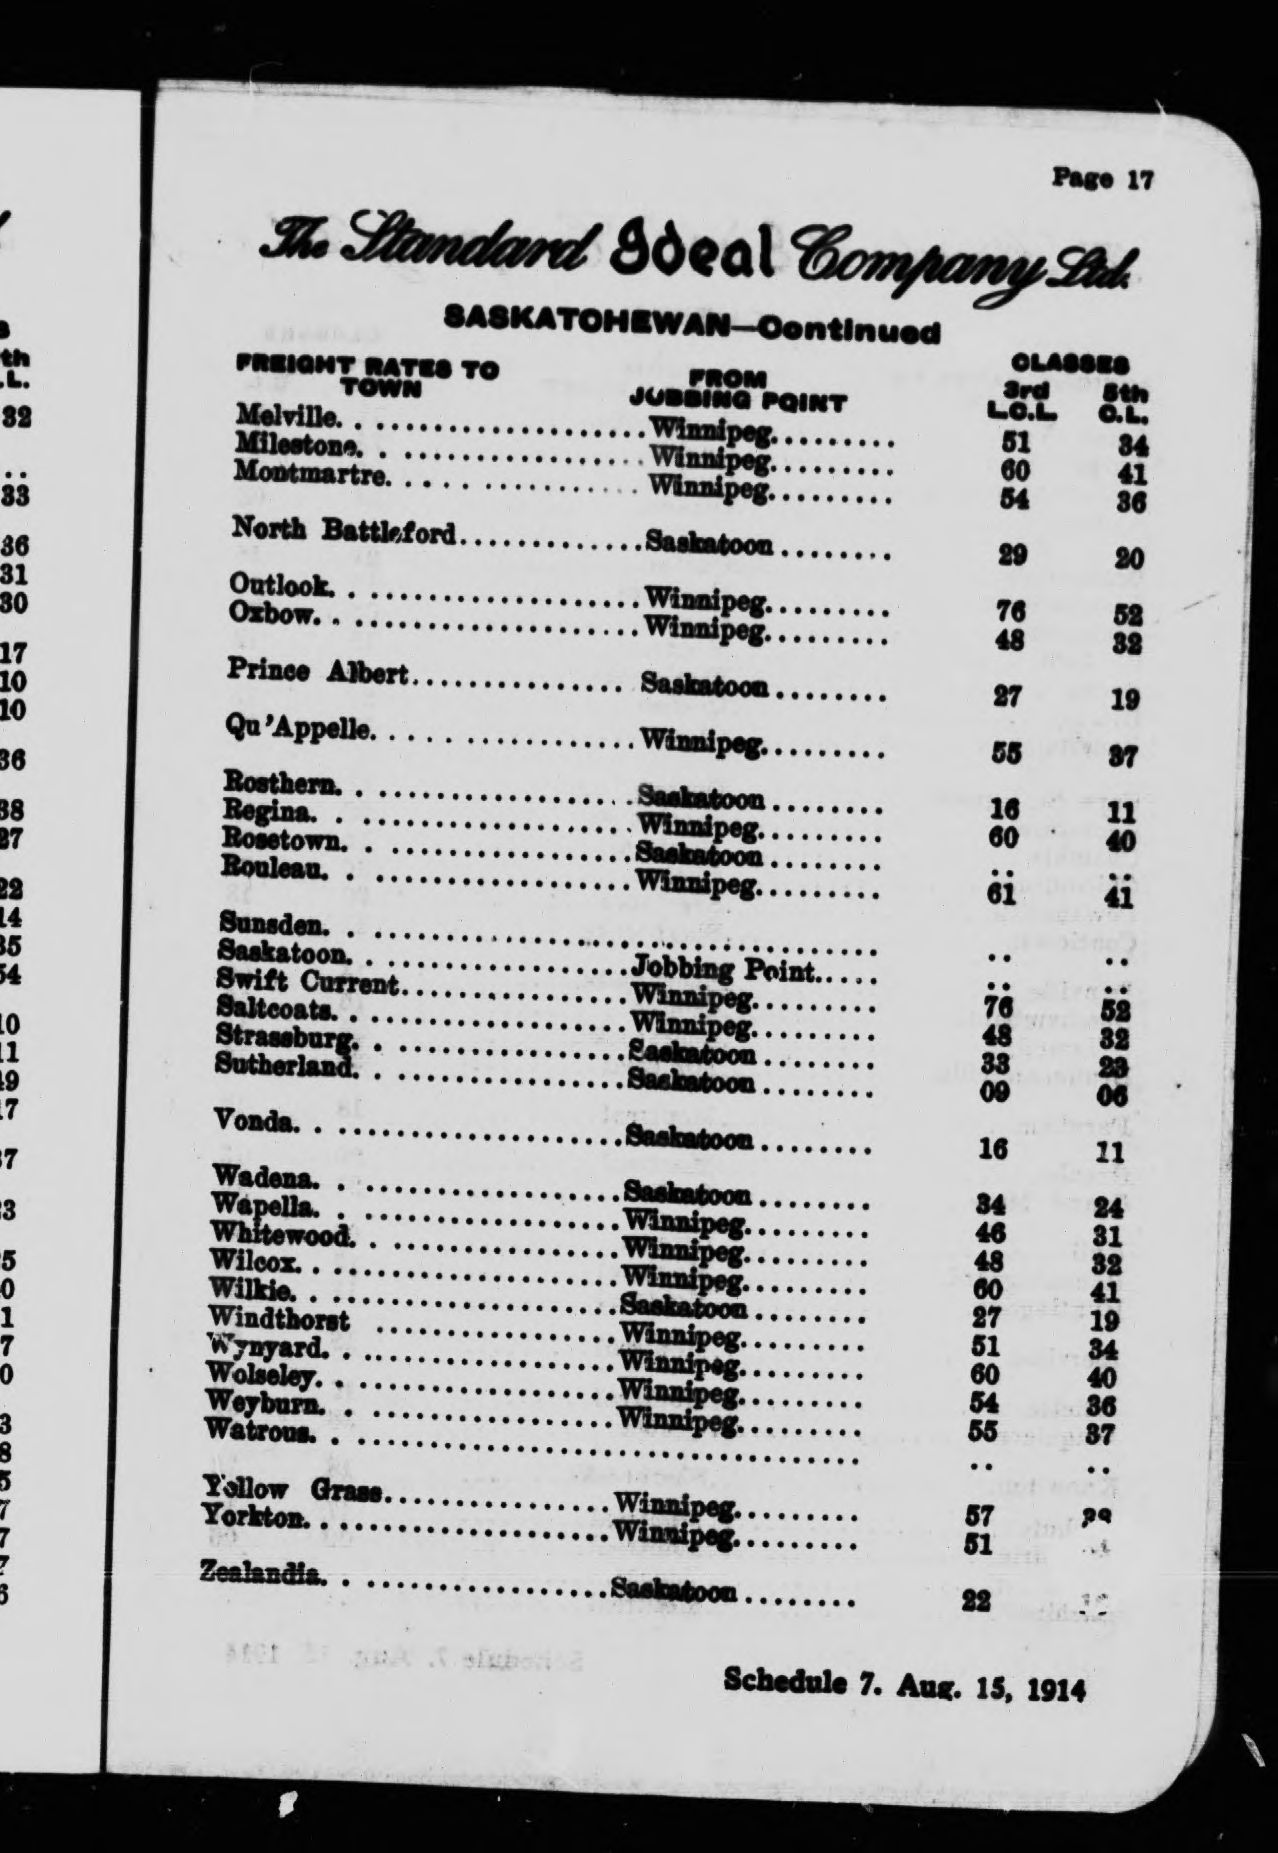 Page 17
The Standard Ideal Company Ltd.
SASKATCHEWAN—Continued
FREIGHT RATES TO TOWN FROM JOBBING POINT CLASSES 3rd L.C.L. 5th C.L.
Melville. . ....................Winnipeg......... 51 34
Milestone. . ..................Winnipeg......... 60 41
Montmartre. . . . ..............Winnipeg......... 54 36
North Battleford.............Saskatoon........ 29 20
Outlook. . ....................Winnipeg......... 76 52
Oxbow. . .....................Winnipeg......... 48 32
Prince Albert............... Saskatoon........ 27 19
Qu'Appelle. . . . ...............Winnipeg......... 55 37
Rosthern. . ...................Saskatoon........ 16 11
Regina. . .....................Winnipeg......... 60 40
Rosetown. . ..................Saskatoon........ .. ..
Rouleau. . ....................Winnipeg......... 61 41
Sunsden. . ................................... .. ..
Saskatoon. . .................Jobbing Point..... .. ..
Swift Current................Winnipeg......... 76 52
Saltcoats. . ...................Winnipeg......... 48 32
Strassburg. . ................Saskatoon........ 33 23
Sutherland. . ................Saskatoon........ 09 06
Vonda. . .....................Saskatoon........ 16 11
Wadena. . ....................Saskatoon........ 34 24
Wapella. . ....................Winnipeg......... 46 31
Whitewood. . .................Winnipeg......... 48 32
Wilcox. . .....................Winnipeg......... 60 41
Wilkie. . ......................Saskatoon........ 27 19
Windthorst .................Winnipeg......... 51 34
Wynyard. . ...................Winnipeg......... 60 40
Wolseley. . ...................Winnipeg......... 54 36
Weyburn. . ..................Winnipeg......... 55 37
Watrous. . ................................... .. ..
Yellow Grass................Winnipeg......... 57
Yorkton. . ....................Winnipeg......... 51
Zealandia. . ..................Saskatoon........ 22
Schedule 7. Aug. 15, 1914